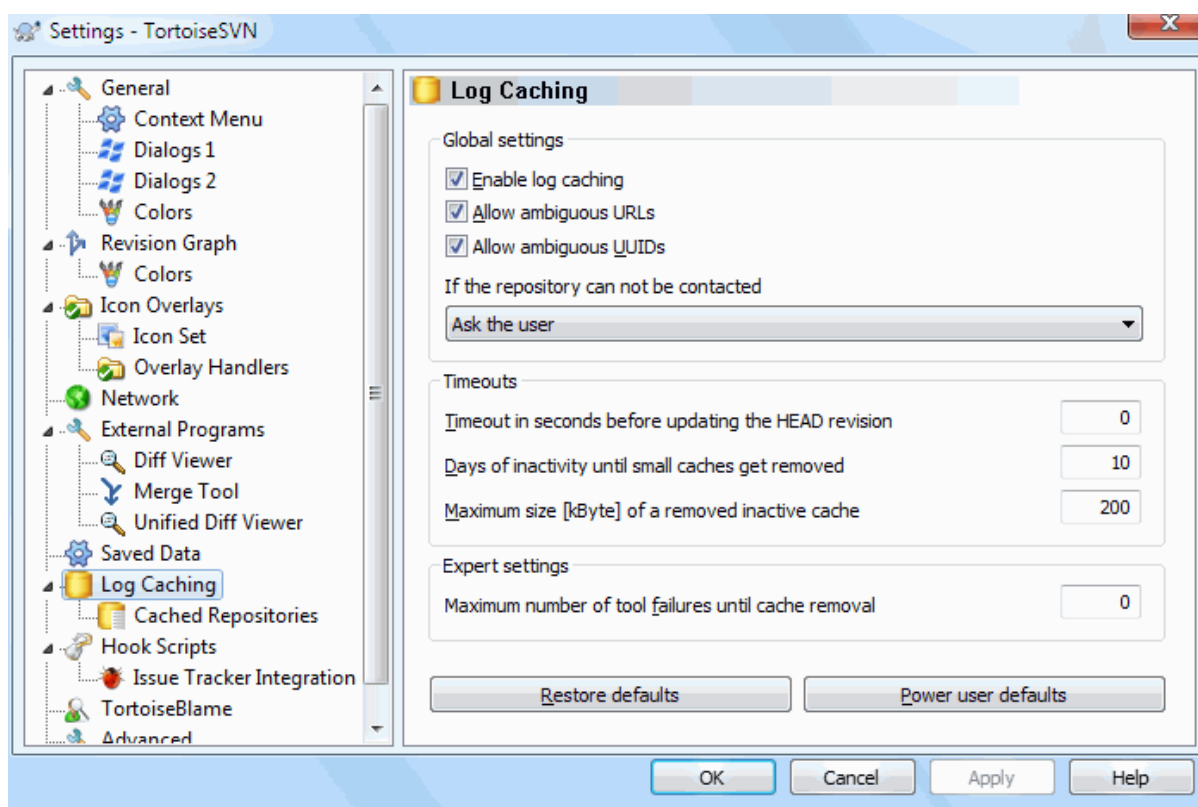 Settings - TortoiseSVN
X
General
Context Menu
Dialogs 1
Dialogs 2
Colors
Revision Graph
Colors
Icon Overlays
Icon Set
Overlay Handlers
Network
External Programs
Diff Viewer
Merge Tool
Unified Diff Viewer
Saved Data
Log Caching
Cached Repositories
Hook Scripts
Issue Tracker Integration
TortoiseBlame
Advanced
Log Caching
Global settings
Enable log caching
Allow ambiguous URLs
Allow ambiguous UUIDs
If the repository can not be contacted
Ask the user
Timeouts
Timeout in seconds before updating the HEAD revision 0
Days of inactivity until small caches get removed 10
Maximum size [kByte] of a removed inactive cache 200
Expert settings
Maximum number of tool failures until cache removal 0
Restore defaults Power user defaults
OK Cancel Apply Help